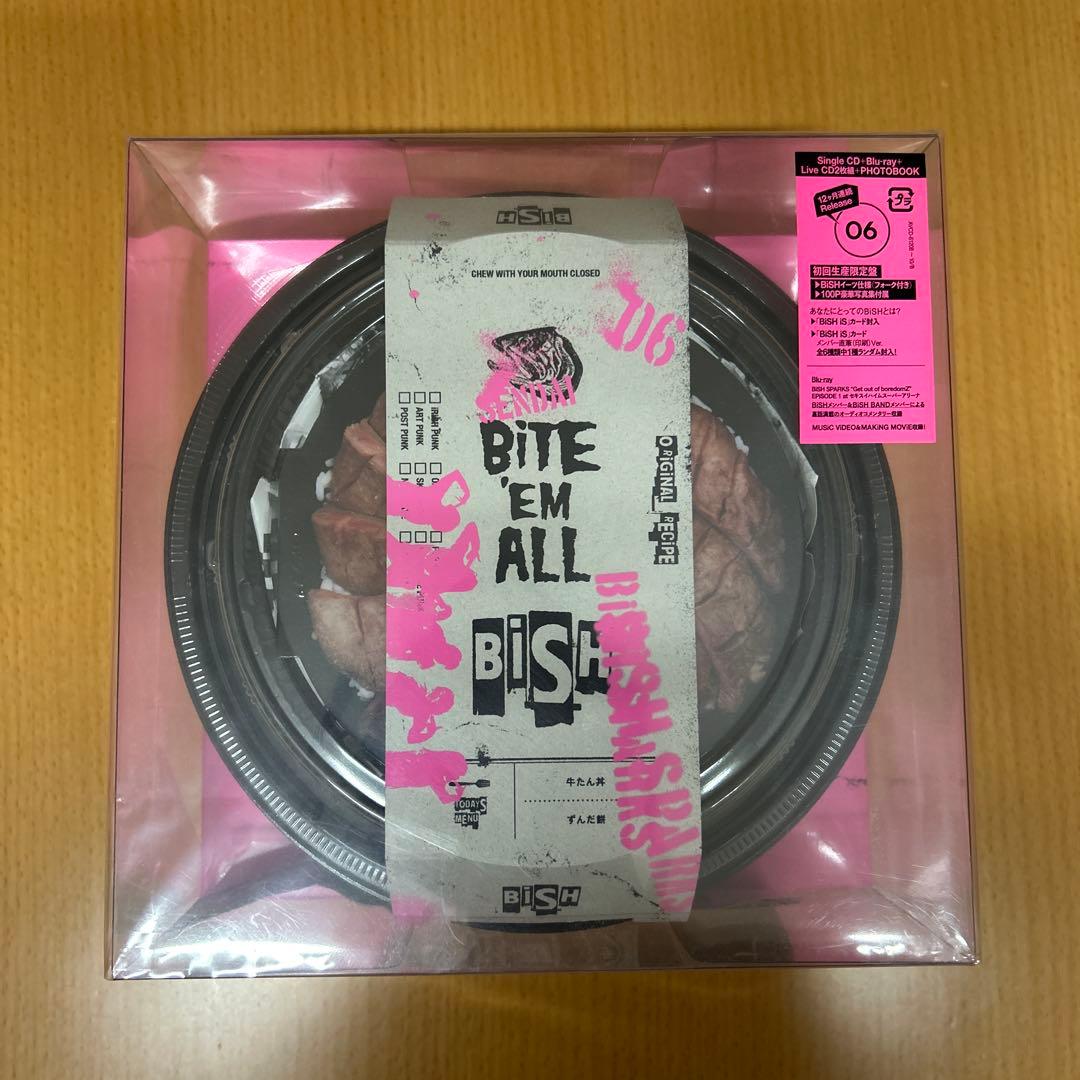 BiSH
CHEW WITH YOUR MOUTH CLOSED
06
SENDAI
BiTE
'EM
ALL
ORiGiNAL RECiPE
POST PUNK
ART PUNK
BiSH
TODAY'S
MENU
牛たん丼
ずんだ餅
BiSH
Single CD+Blu-ray+
Live CD2枚組+PHOTOBOOK
12ヶ月連続
Release
06
プラ
初回生産限定盤
▶BiSHイーツ仕様(フォーク付き)
▶100P豪華写真集付属
あなたにとってのBiSHとは?
▶「BiSH iS」カード封入
▶「BiSH iS」カード
メンバー直筆(印刷)Ver.
全6種類中1種ランダム封入!
Blu-ray
BiSH SPARKS "Get out of boredomZ"
EPiSODE 1 at セキスイハイムスーパーアリーナ
BiSHメンバー&BiSH BANDメンバーによる
裏話満載のオーディオコメンタリー収録
MUSiC ViDEO&MAKiNG MOViE収録!